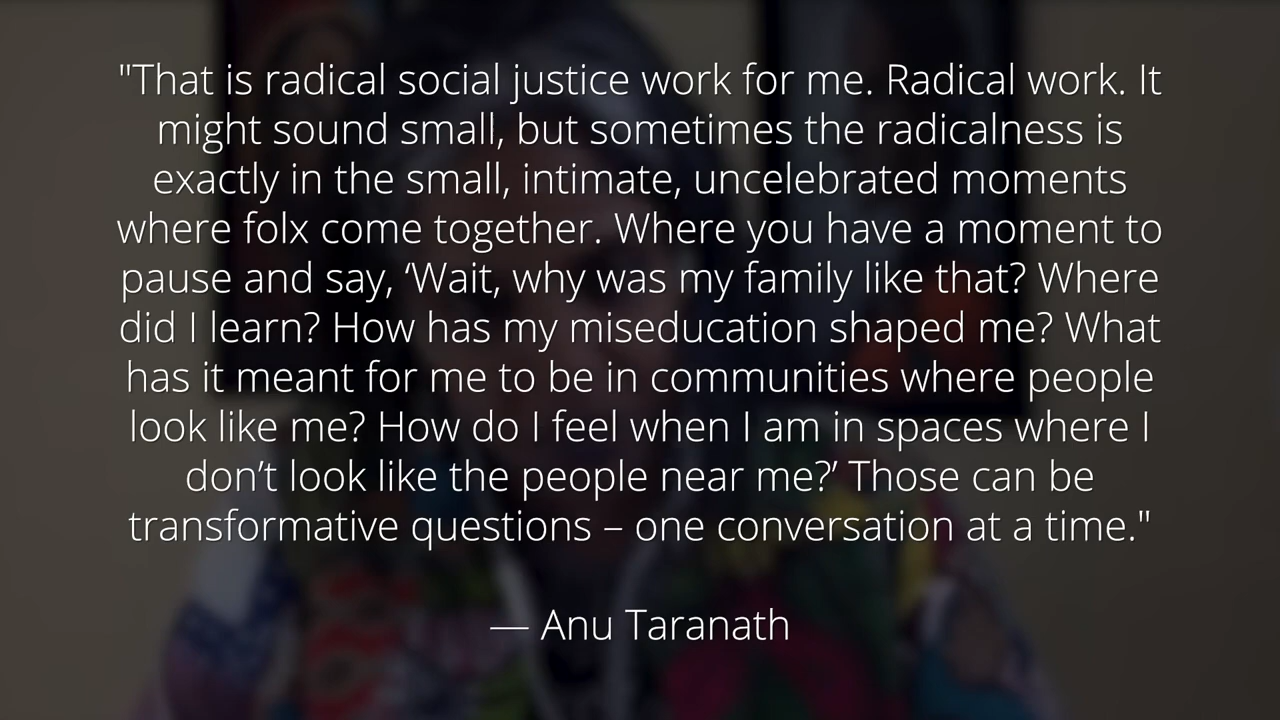 "That is radical social justice work for me. Radical work. It
might sound small, but sometimes the radicalness is
exactly in the small, intimate, uncelebrated moments
where folx come together. Where you have a moment to
pause and say, ‘Wait, why was my family like that? Where
did I learn? How has my miseducation shaped me? What
has it meant for me to be in communities where people
look like me? How do I feel when I am in spaces where I
don’t look like the people near me?’ Those can be
transformative questions – one conversation at a time."
— Anu Taranath